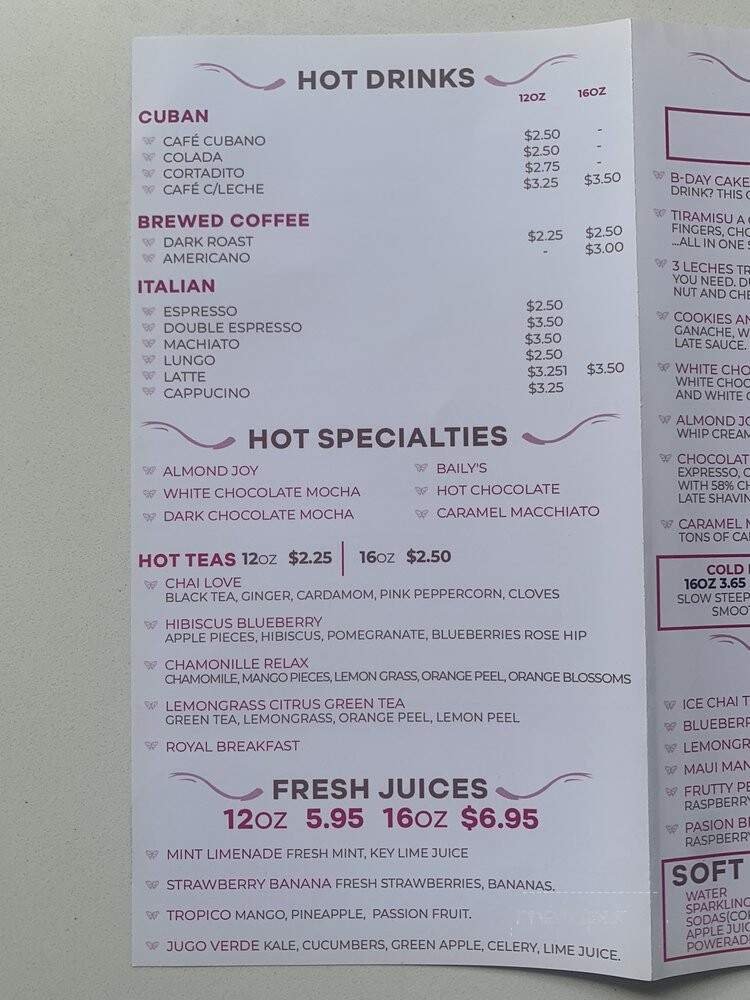 HOT DRINKS
12OZ 16OZ
CUBAN
CAFÉ CUBANO $2.50 -
COLADA $2.50 -
CORTADITO $2.75 -
CAFÉ C/LECHE $3.25 $3.50
BREWED COFFEE
DARK ROAST $2.25 $2.50
AMERICANO - $3.00
ITALIAN
ESPRESSO $2.50
DOUBLE ESPRESSO $3.50
MACHIATO $3.50
LUNGO $2.50
LATTE $3.251 $3.50
CAPPUCINO $3.25
HOT SPECIALTIES
ALMOND JOY BAILY'S
WHITE CHOCOLATE MOCHA HOT CHOCOLATE
DARK CHOCOLATE MOCHA CARAMEL MACCHIATO
HOT TEAS 12OZ $2.25 | 16OZ $2.50
CHAI LOVE
BLACK TEA, GINGER, CARDAMOM, PINK PEPPERCORN, CLOVES
HIBISCUS BLUEBERRY
APPLE PIECES, HIBISCUS, POMEGRANATE, BLUEBERRIES ROSE HIP
CHAMONILLE RELAX
CHAMOMILE, MANGO PIECES, LEMON GRASS, ORANGE PEEL, ORANGE BLOSSOMS
LEMONGRASS CITRUS GREEN TEA
GREEN TEA, LEMONGRASS, ORANGE PEEL, LEMON PEEL
ROYAL BREAKFAST
FRESH JUICES
12OZ 5.95 16OZ $6.95
MINT LIMENADE FRESH MINT, KEY LIME JUICE
STRAWBERRY BANANA FRESH STRAWBERRIES, BANANAS.
TROPICO MANGO, PINEAPPLE, PASSION FRUIT.
JUGO VERDE KALE, CUCUMBERS, GREEN APPLE, CELERY, LIME JUICE.
B-DAY CAKE
DRINK? THIS
TIRAMISU A
FINGERS, CHO
...ALL IN ONE S
3 LECHES TR
YOU NEED. D
NUT AND CHE
COOKIES AN
GANACHE, W
LATE SAUCE.
WHITE CHO
WHITE CHOC
AND WHITE
ALMOND JO
WHIP CREAM
CHOCOLAT
EXPRESSO, C
WITH 58% CH
LATE SHAVIN
CARAMEL M
TONS OF CA
COLD
16OZ 3.65
SLOW STEEP
SMOO
ICE CHAI T
BLUEBERR
LEMONGR
MAUI MAN
FRUTTY PE
RASPBERRY
PASION B
RASPBERR
SOFT
WATER
SPARKLING
SODAS(CO
APPLE JUIC
POWERAD